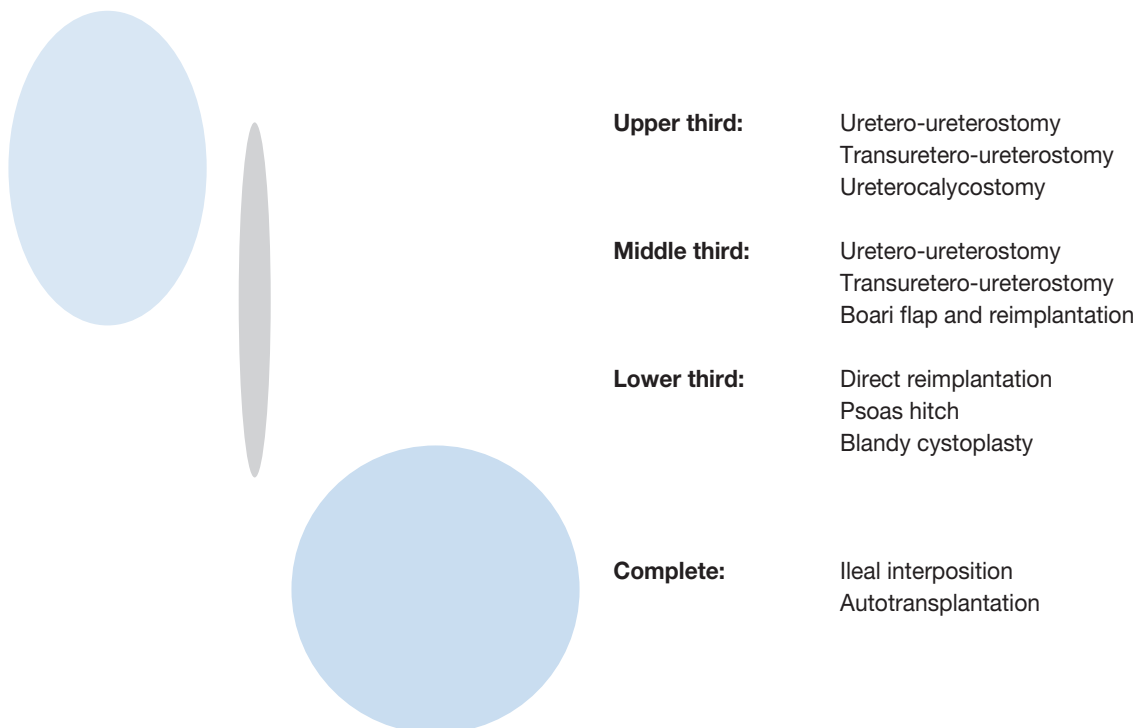 Upper third: Uretero-ureterostomy
Transuretero-ureterostomy
Ureterocalycostomy
Middle third: Uretero-ureterostomy
Transuretero-ureterostomy
Boari flap and reimplantation
Lower third: Direct reimplantation
Psoas hitch
Blandy cystoplasty
Complete: Ileal interposition
Autotransplantation